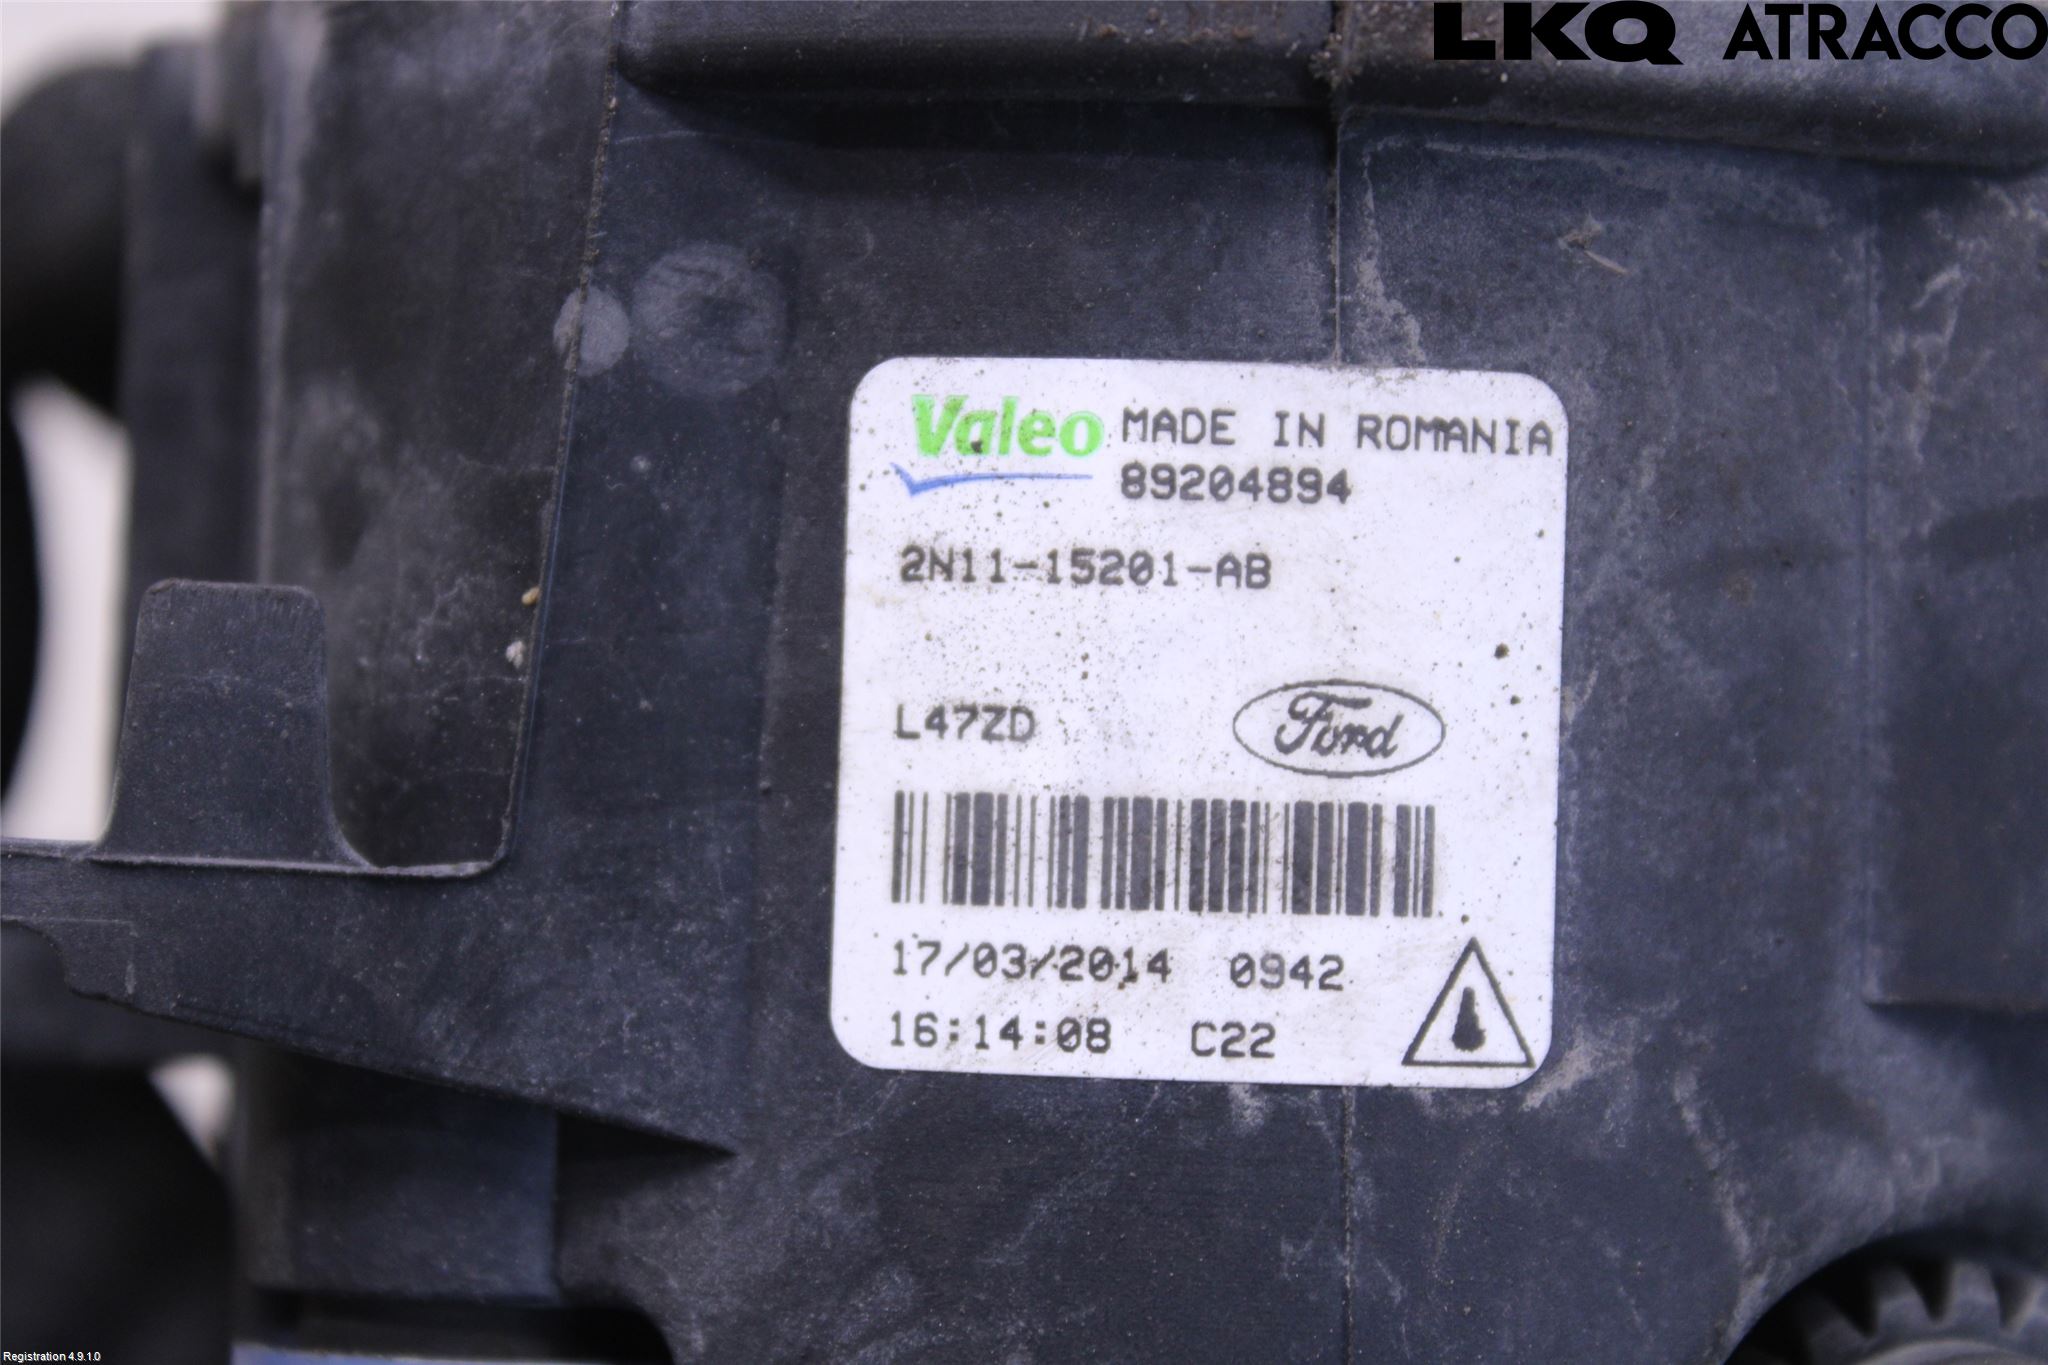 LKQ ATRACCO
Valeo MADE IN ROMANIA
89204894
2N11-15201-AB
L47ZD Ford
17/03/2014 0942
16:14:08 C22
Registration 4.9.1.0